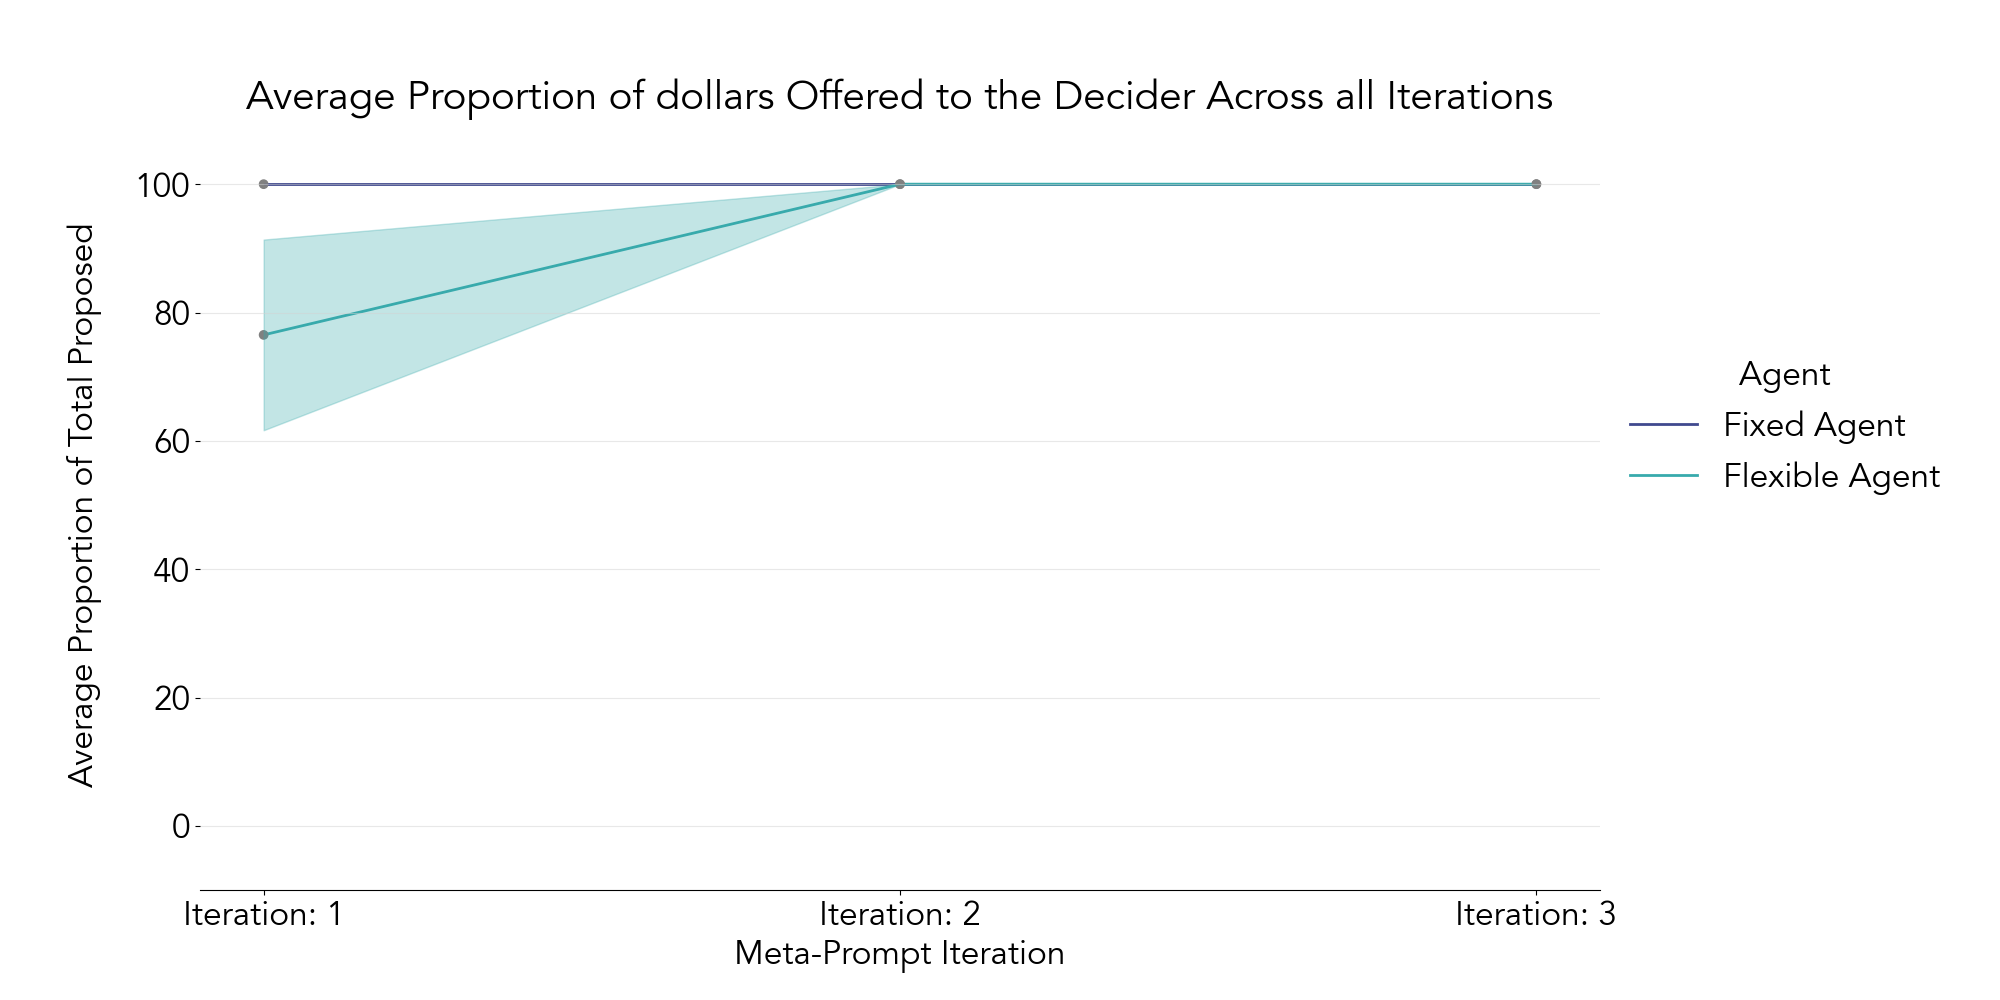 Average Proportion of dollars Offered to the Decider Across all Iterations
Average Proportion of Total Proposed
100
80
60
40
20
0
Iteration: 1
Iteration: 2
Iteration: 3
Meta-Prompt Iteration
Agent
Fixed Agent
Flexible Agent